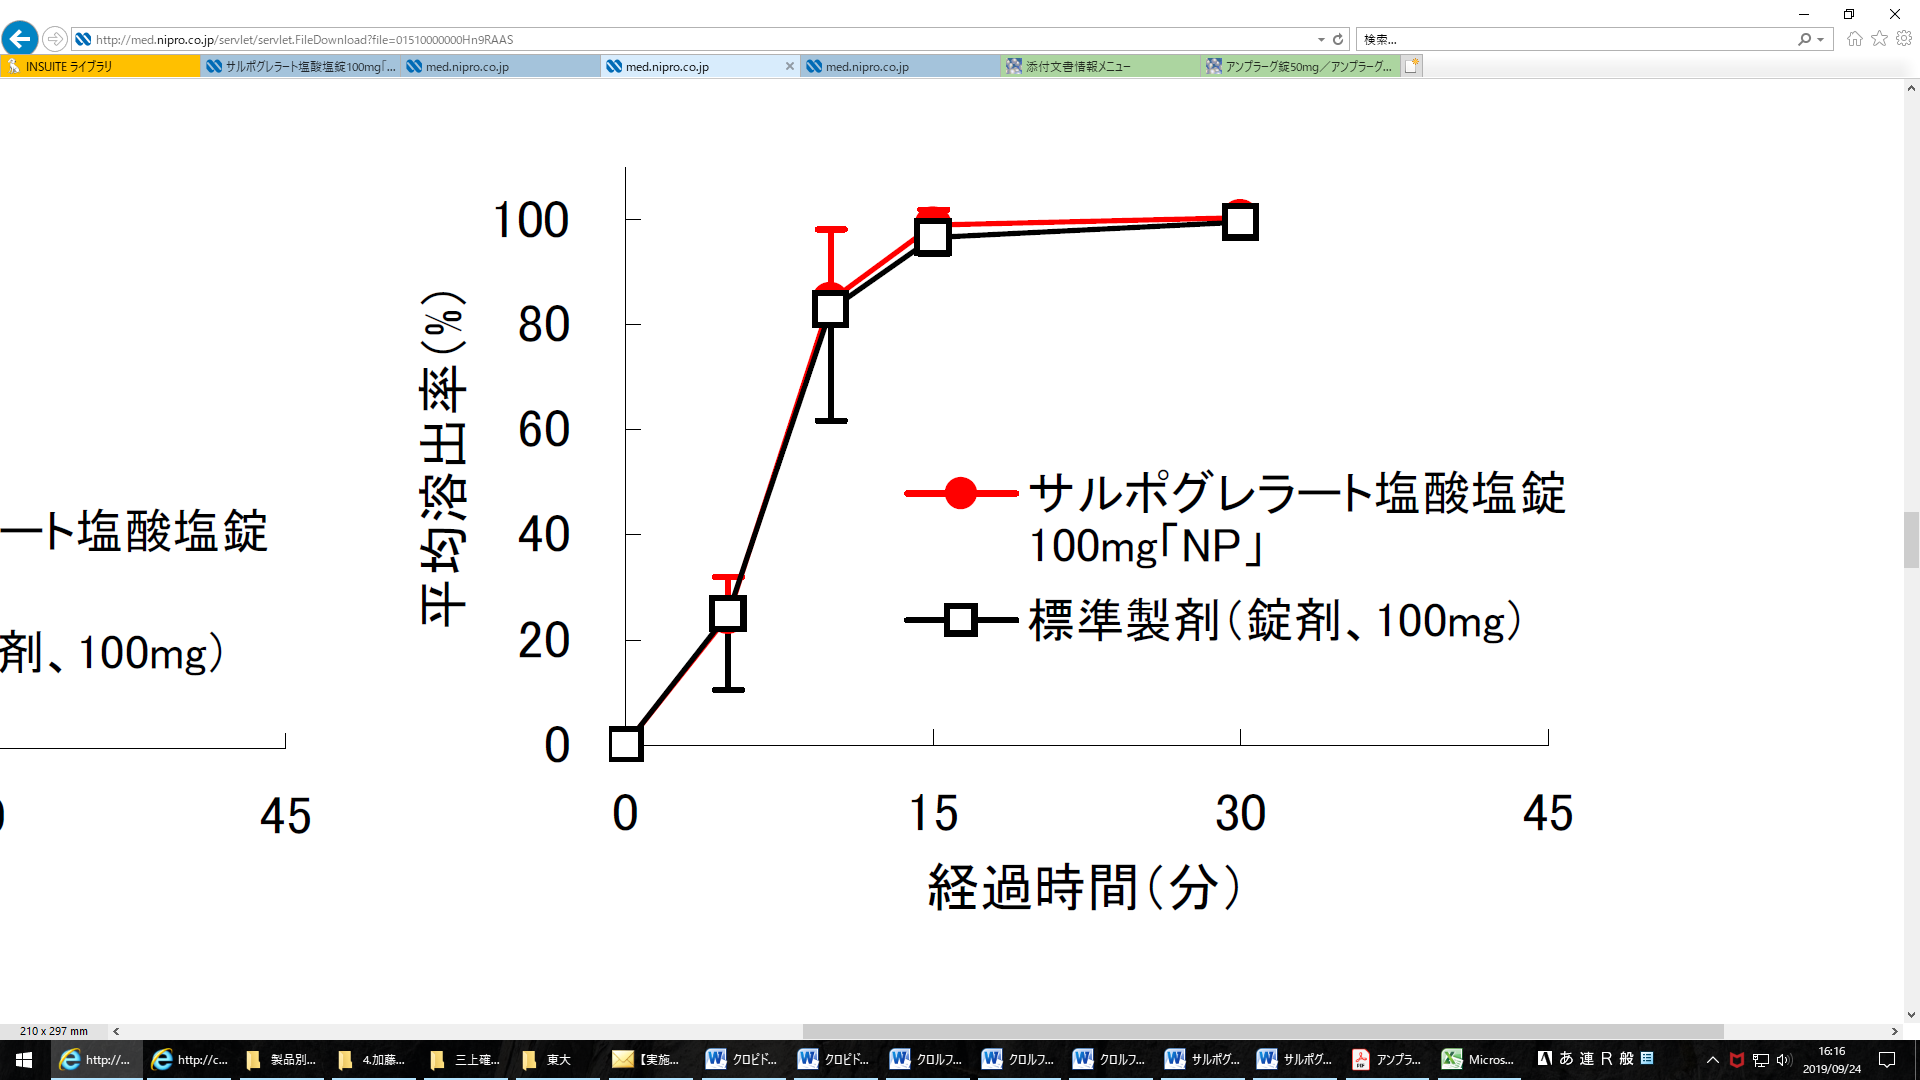 http://med.nipro.co.jp/servlet/servlet.FileDownload?file=01510000000Hn9RAAS
検索...
INSUITE ライブラリ
サルポグレラート塩酸塩錠100mg「...
med.nipro.co.jp
med.nipro.co.jp
med.nipro.co.jp
添付文書情報メニュー
アンプラーグ錠50mg／アンプラーグ...
ート塩酸塩錠
剤、100mg）
45
平均溶出率（%）
100
80
60
40
20
0
サルポグレラート塩酸塩錠
100mg「NP」
標準製剤（錠剤、100mg）
0
15
30
45
経過時間（分）
210 x 297 mm
http://...
http://c...
製品別...
4.加藤...
三上確...
東大
【実施...
クロピド...
クロピド...
クロルフ...
クロルフ...
クロルフ...
サルポグ...
サルポグ...
アンプラ...
Micros...
A あ 連 R 般
16:16
2019/09/24